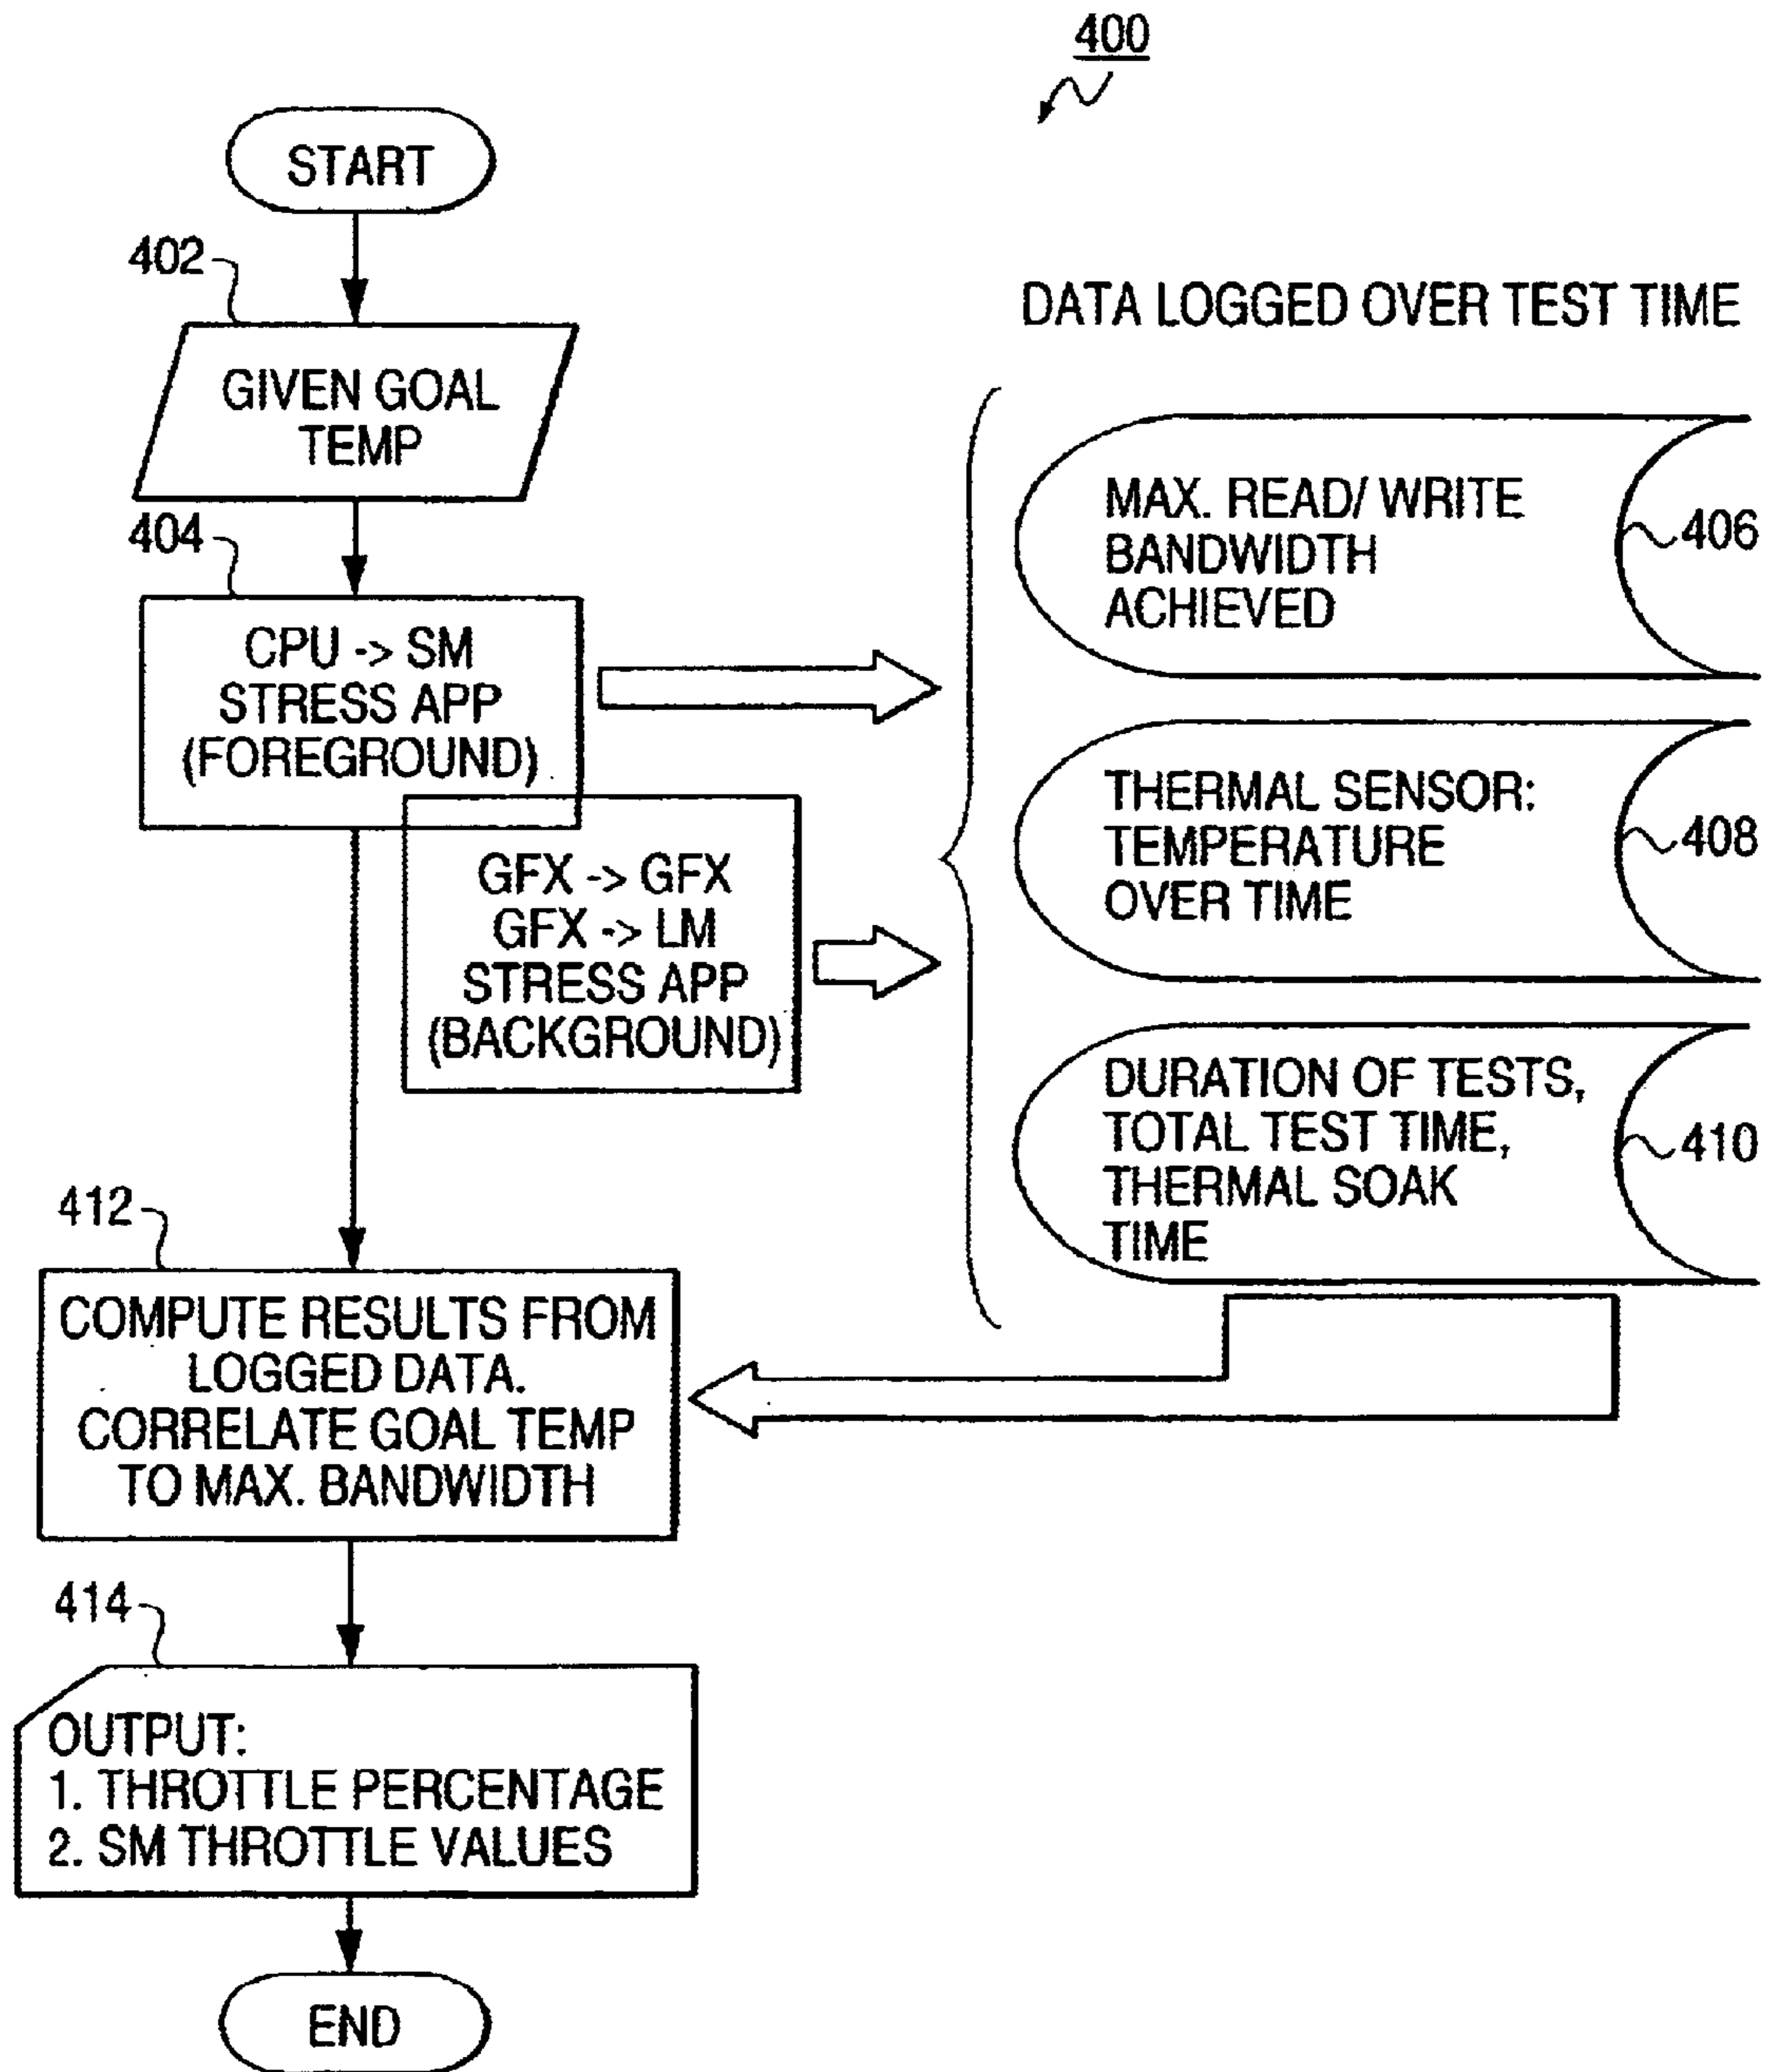 400
START
402
GIVEN GOAL
TEMP
404
CPU -> SM
STRESS APP
(FOREGROUND)
GFX -> GFX
GFX -> LM
STRESS APP
(BACKGROUND)
DATA LOGGED OVER TEST TIME
MAX. READ/ WRITE
BANDWIDTH
ACHIEVED
406
THERMAL SENSOR:
TEMPERATURE
OVER TIME
408
DURATION OF TESTS,
TOTAL TEST TIME,
THERMAL SOAK
TIME
410
412
COMPUTE RESULTS FROM
LOGGED DATA.
CORRELATE GOAL TEMP
TO MAX. BANDWIDTH
414
OUTPUT:
1. THROTTLE PERCENTAGE
2. SM THROTTLE VALUES
END